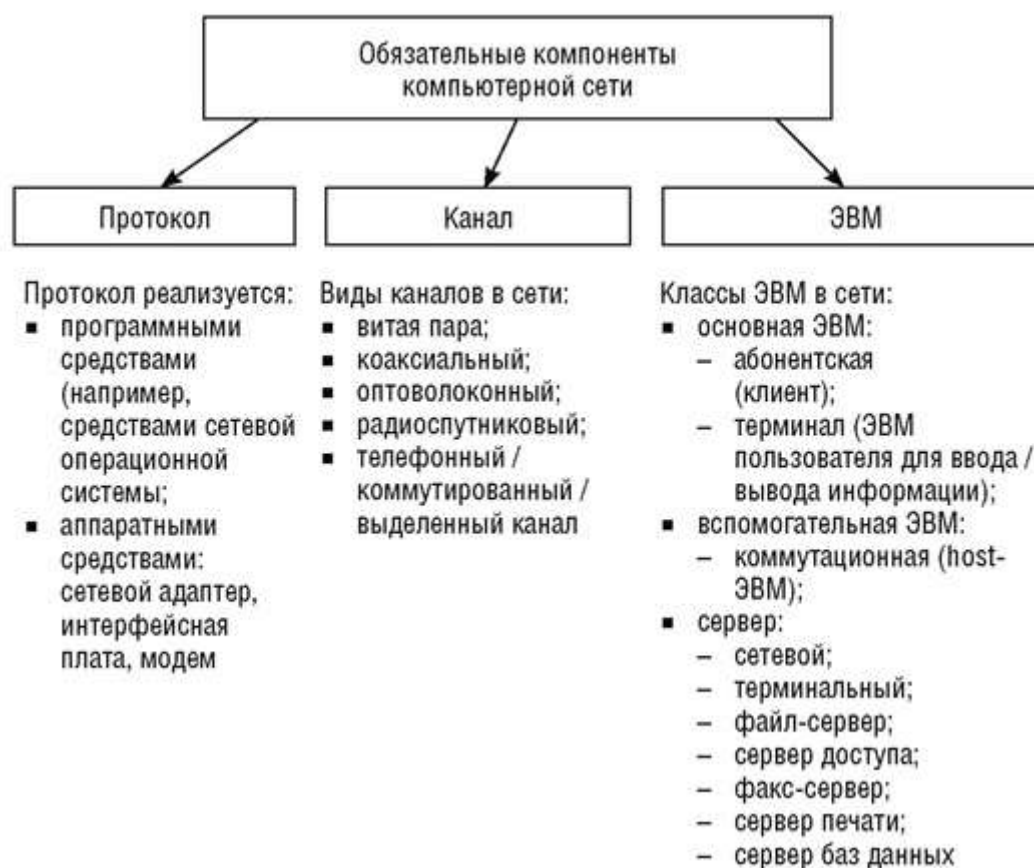 Обязательные компоненты
компьютерной сети
Протокол
Канал
ЭВМ
Протокол реализуется:
▪ программными
средствами
(например,
средствами сетевой
операционной
системы;
▪ аппаратными
средствами:
сетевой адаптер,
интерфейсная
плата, модем
Виды каналов в сети:
▪ витая пара;
▪ коаксиальный;
▪ оптоволоконный;
▪ радиоспутниковый;
▪ телефонный /
коммутированный /
выделенный канал
Классы ЭВМ в сети:
▪ основная ЭВМ:
– абонентская
(клиент);
– терминал (ЭВМ
пользователя для ввода /
вывода информации);
▪ вспомогательная ЭВМ:
– коммутационная (host-
ЭВМ);
▪ сервер:
– сетевой;
– терминальный;
– файл-сервер;
– сервер доступа;
– факс-сервер;
– сервер печати;
– сервер баз данных